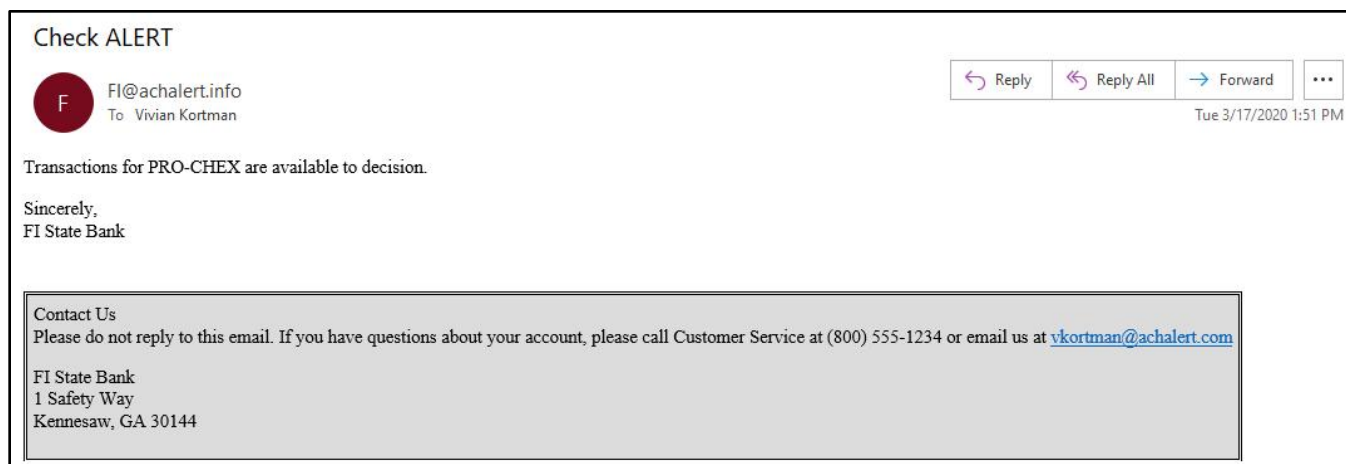 Check ALERT
F
FI@achalert.info
To Vivian Kortman
Reply
Reply All
Forward
...
Tue 3/17/2020 1:51 PM
Transactions for PRO-CHEX are available to decision.
Sincerely,
FI State Bank
Contact Us
Please do not reply to this email. If you have questions about your account, please call Customer Service at (800) 555-1234 or email us at vkortman@achalert.com
FI State Bank
1 Safety Way
Kennesaw, GA 30144